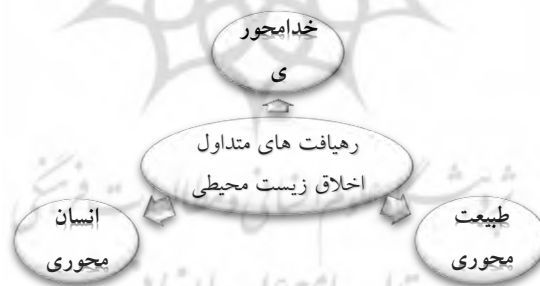 خدامحور
ی
رهیافت های متداول
اخلاق زیست محیطی
انسان
محوری
طبیعت
محوری